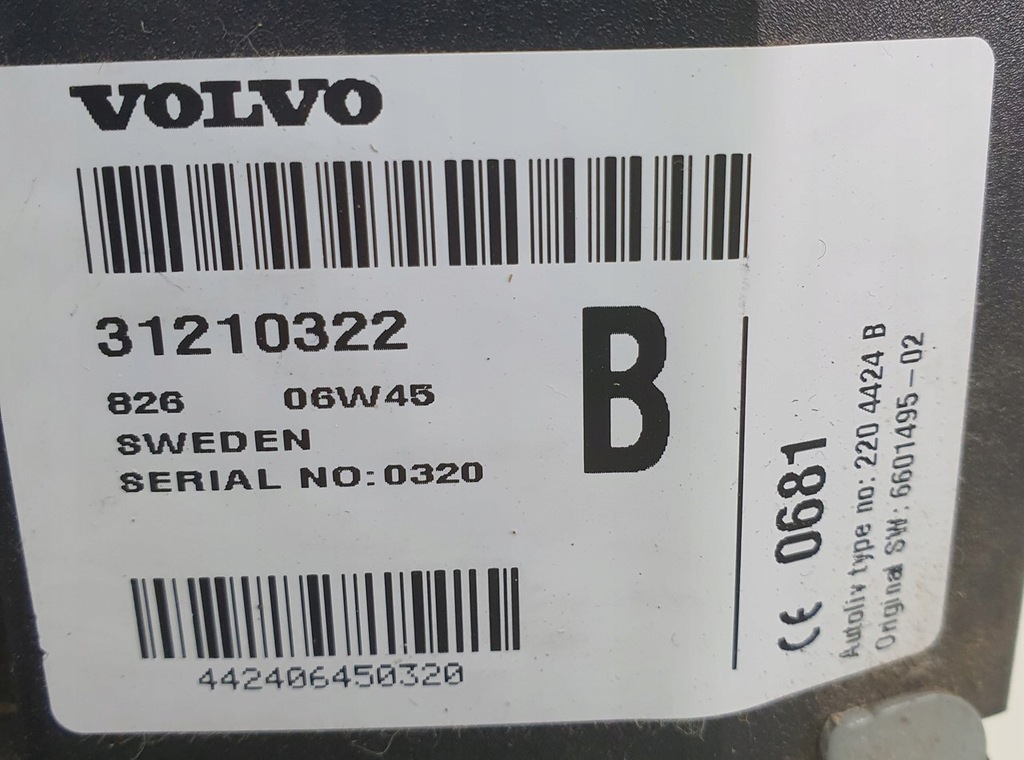 VOLVO
31210322
826 06W45
B
SWEDEN
SERIAL NO:0320
442406450320
CE 0681
Autoliv type no: 220 4424 B
Original SW: 6601495-02